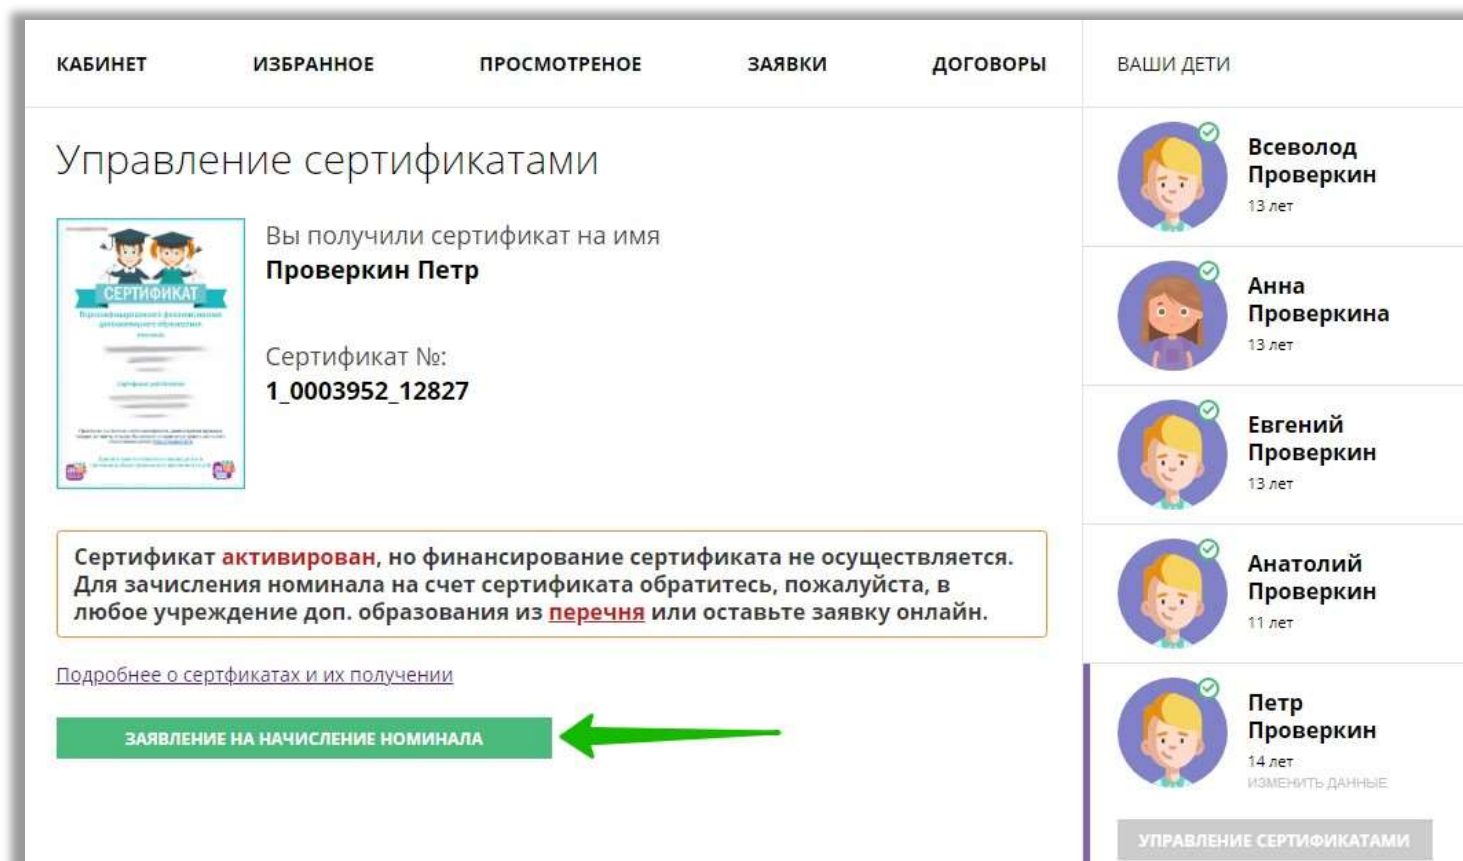 КАБИНЕТ
ИЗБРАННОЕ
ПРОСМОТРЕНОЕ
ЗАЯВКИ
ДОГОВОРЫ
ВАШИ ДЕТИ
Управление сертификатами
СЕРТИФИКАТ
Вы получили сертификат на имя
Проверкин Петр
Сертификат №:
1_0003952_12827
Сертификат активирован, но финансирование сертификата не осуществляется.
Для зачисления номинала на счет сертификата обратитесь, пожалуйста, в
любое учреждение доп. образования из перечня или оставьте заявку онлайн.
Подробнее о сертфикатах и их получении
ЗАЯВЛЕНИЕ НА НАЧИСЛЕНИЕ НОМИНАЛА
Всеволод
Проверкин
13 лет
Анна
Проверкина
13 лет
Евгений
Проверкин
13 лет
Анатолий
Проверкин
11 лет
Петр
Проверкин
14 лет
ИЗМЕНИТЬ ДАННЫЕ
УПРАВЛЕНИЕ СЕРТИФИКАТАМИ